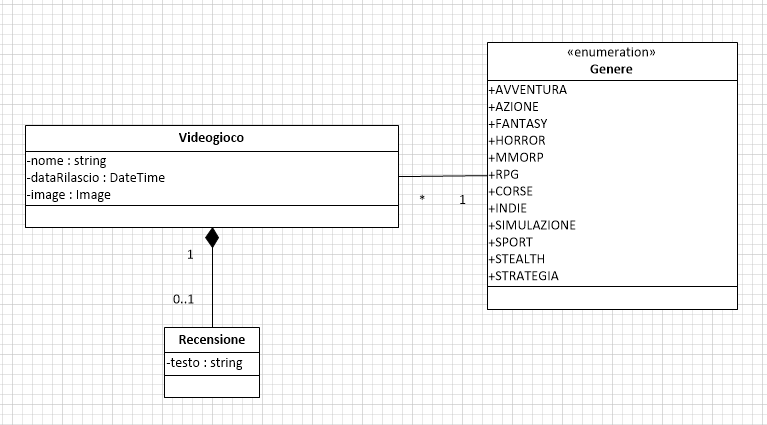 «enumeration»
Genere
+AVVENTURA
+AZIONE
+FANTASY
+HORROR
+MMORP
+RPG
+CORSE
+INDIE
+SIMULAZIONE
+SPORT
+STEALTH
+STRATEGIA
Videogioco
-nome : string
-dataRilascio : DateTime
-image : Image
* 1
1
0..1
Recensione
-testo : string